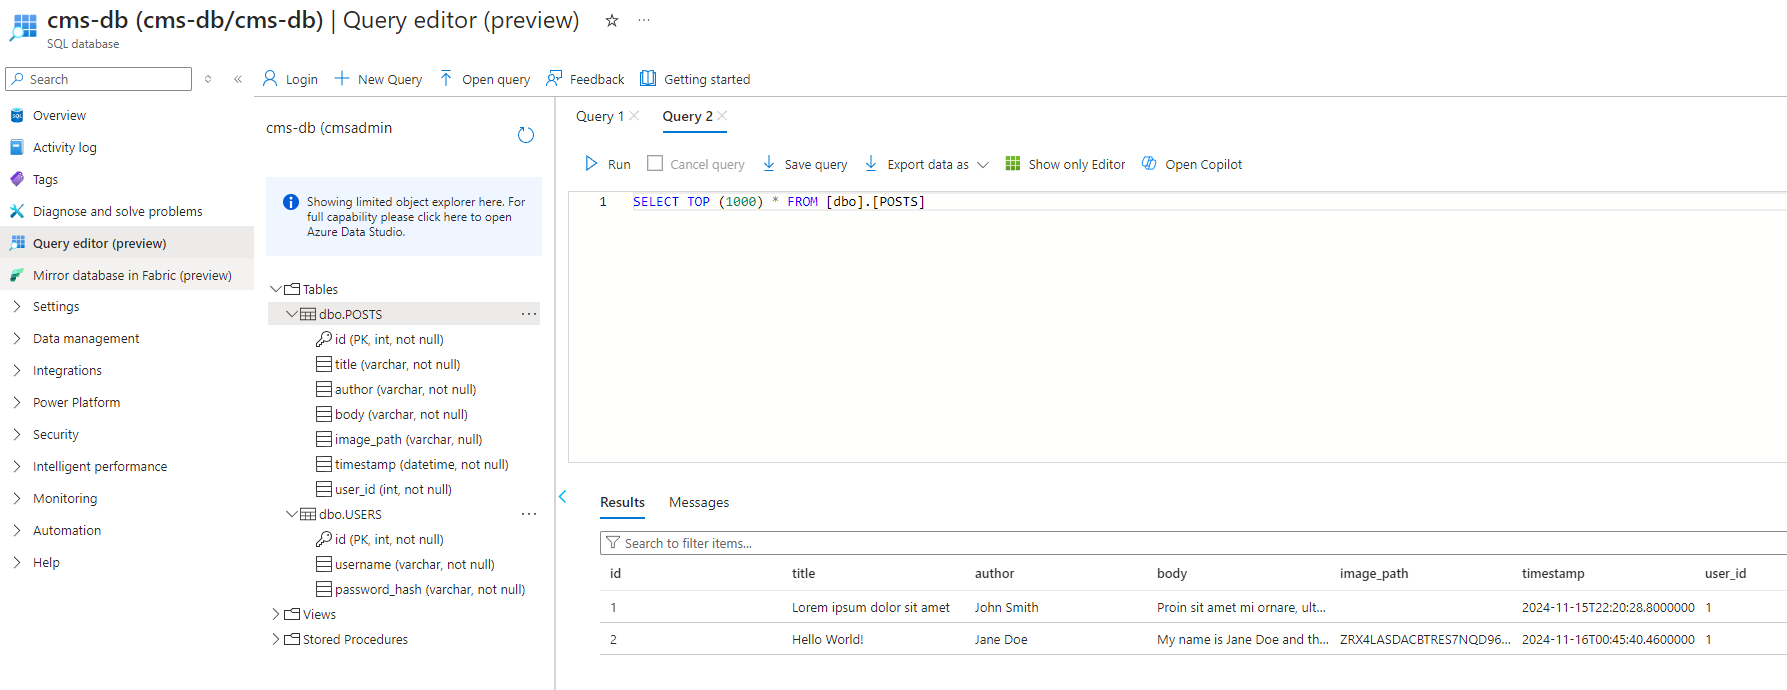 cms-db (cms-db/cms-db) | Query editor (preview)
SQL database
Search
Login
New Query
Open query
Feedback
Getting started
Overview
Activity log
Tags
Diagnose and solve problems
Query editor (preview)
Mirror database in Fabric (preview)
Settings
Data management
Integrations
Power Platform
Security
Intelligent performance
Monitoring
Automation
Help
cms-db (cmsadmin
Showing limited object explorer here. For
full capability please click here to open
Azure Data Studio.
Tables
dbo.POSTS
id (PK, int, not null)
title (varchar, not null)
author (varchar, not null)
body (varchar, not null)
image_path (varchar, null)
timestamp (datetime, not null)
user_id (int, not null)
dbo.USERS
id (PK, int, not null)
username (varchar, not null)
password_hash (varchar, not null)
Views
Stored Procedures
Query 1 Query 2
Run Cancel query Save query Export data as Show only Editor Open Copilot
1 SELECT TOP (1000) * FROM [dbo].[POSTS]
Results Messages
Search to filter items...
id title author body image_path timestamp user_id
1 Lorem ipsum dolor sit amet John Smith Proin sit amet mi ornare, ult... 2024-11-15T22:20:28.8000000 1
2 Hello World! Jane Doe My name is Jane Doe and th... ZRX4LASDACBTRES7NQD96... 2024-11-16T00:45:40.4600000 1